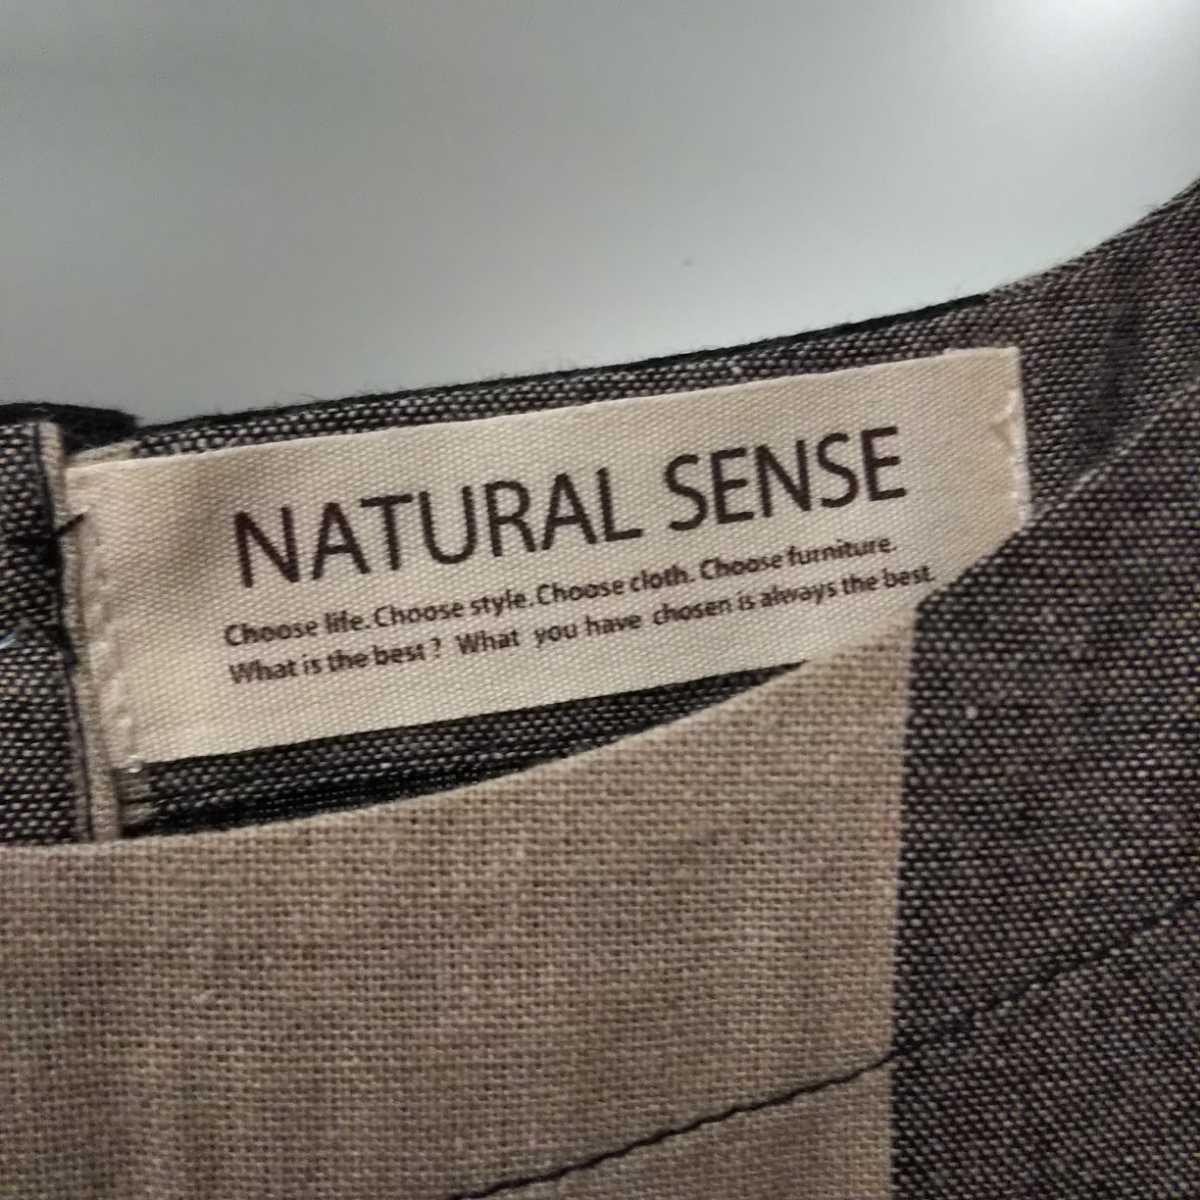 NATURAL SENSE
Choose life. Choose style. Choose cloth. Choose furniture.
What is the best? What you have chosen is always the best.